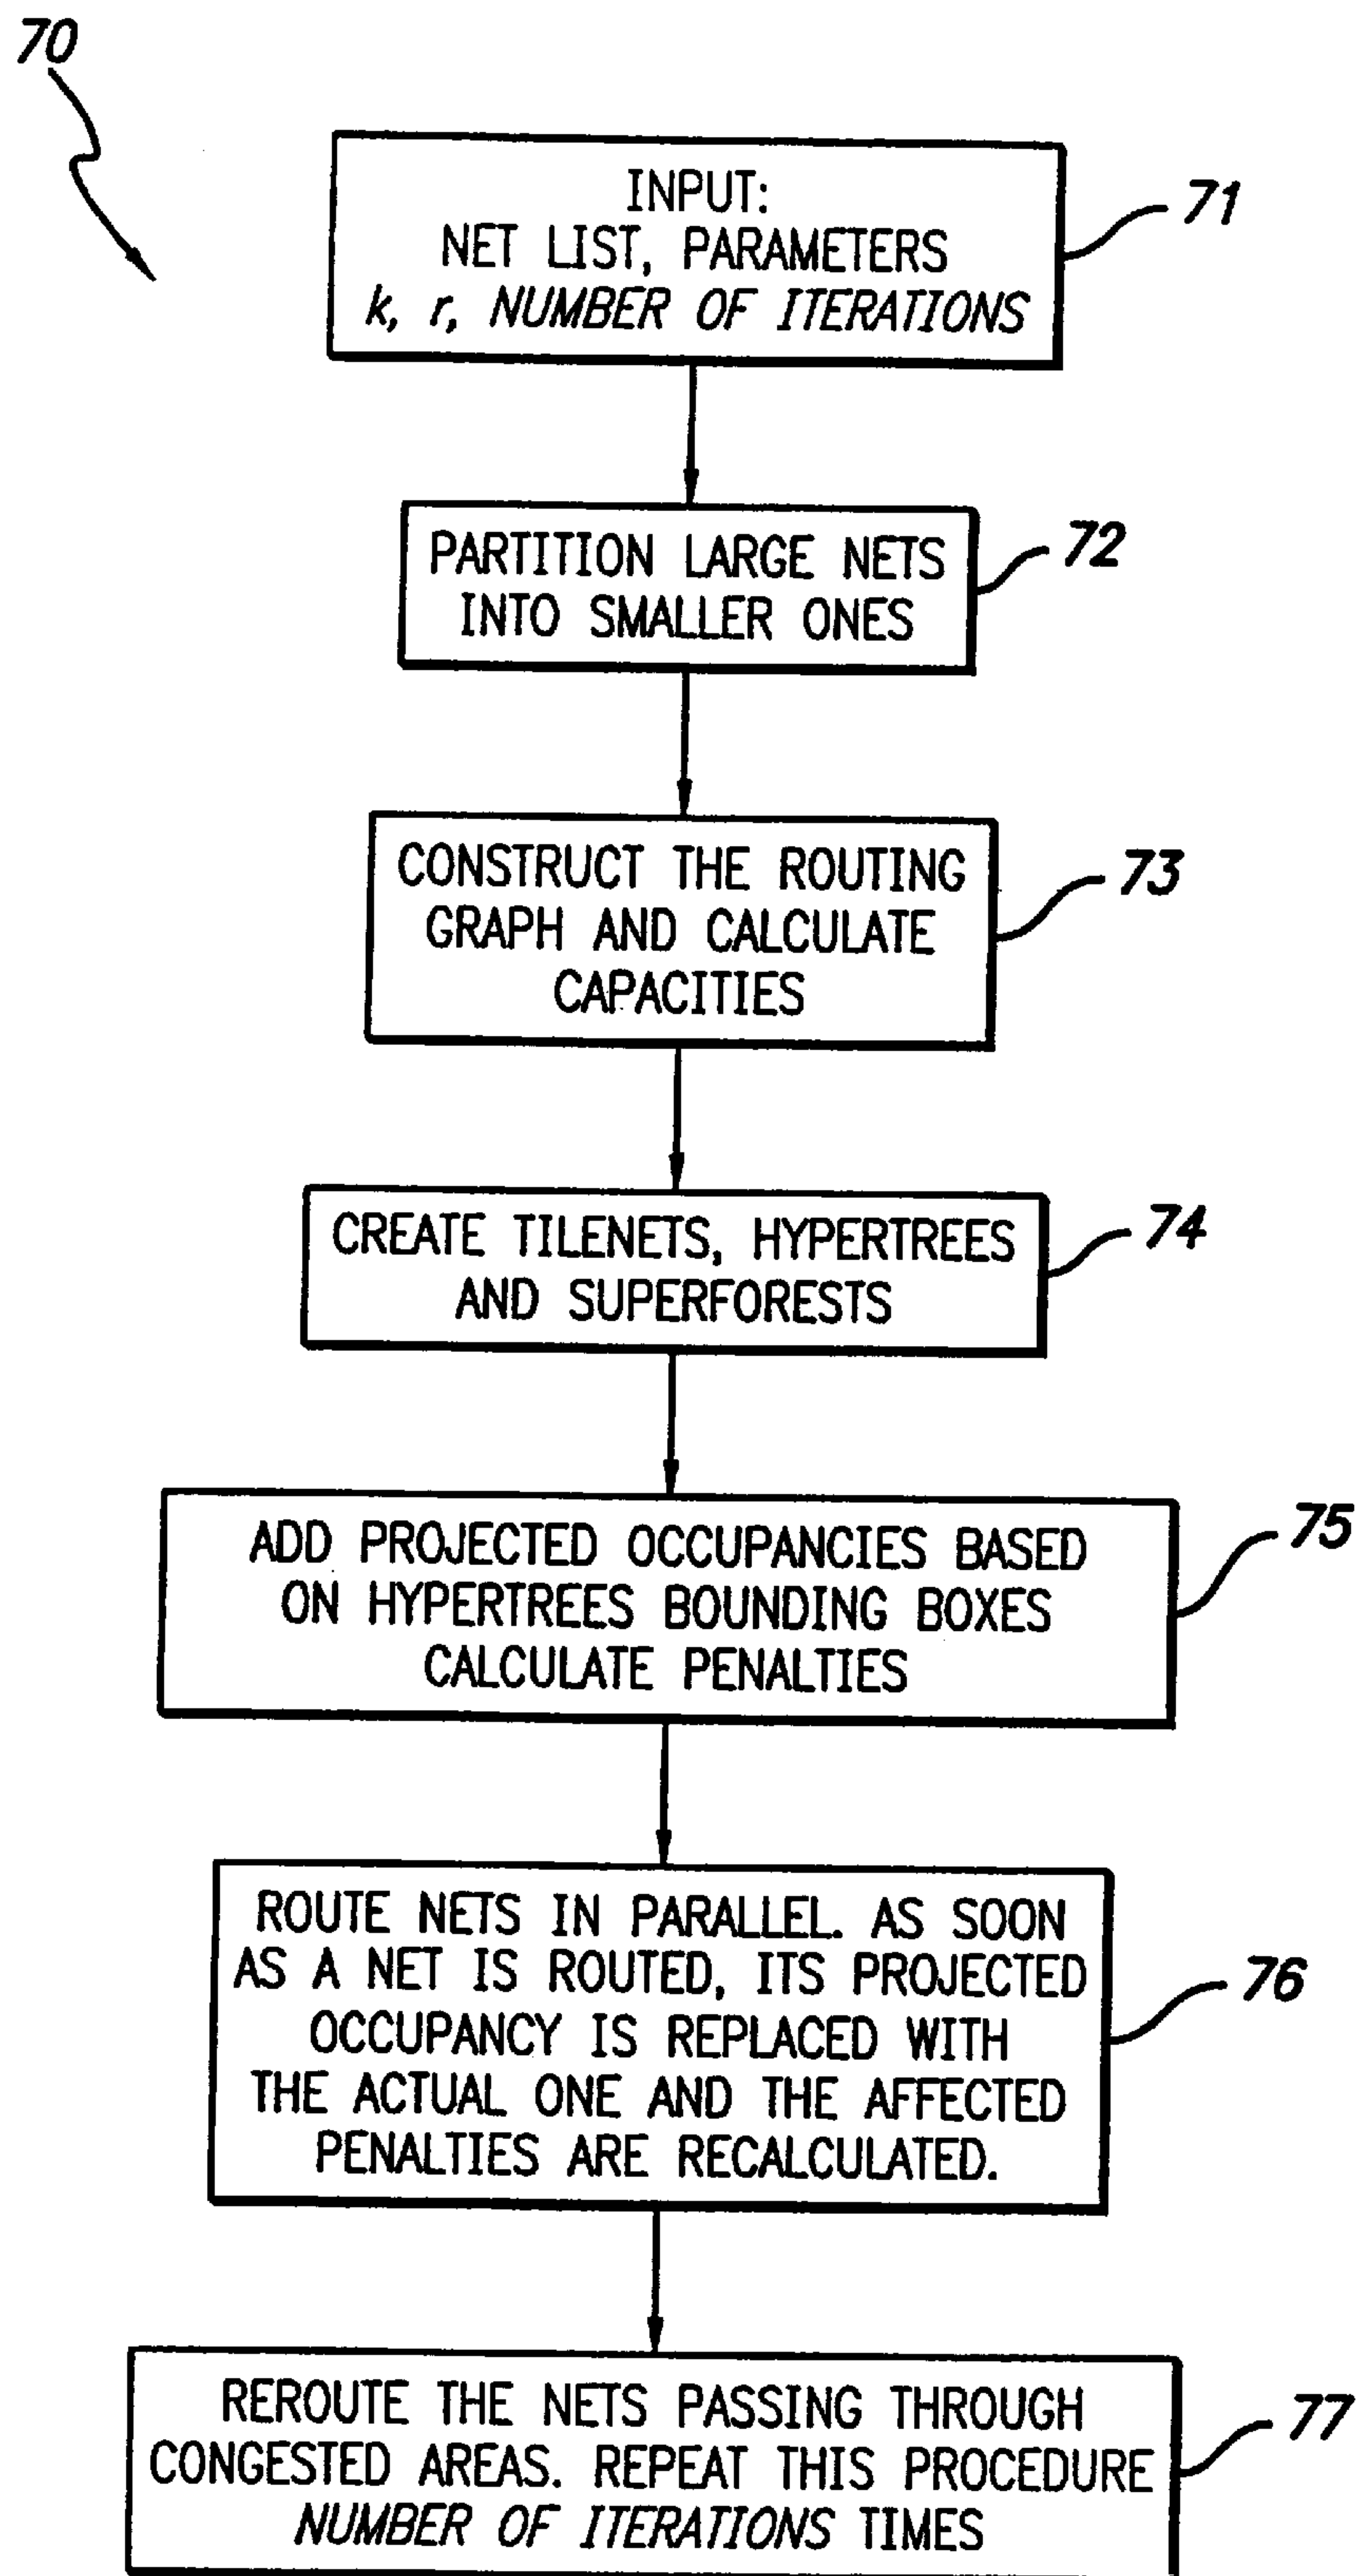 70
INPUT:
NET LIST, PARAMETERS
k, r, NUMBER OF ITERATIONS
71
PARTITION LARGE NETS
INTO SMALLER ONES
72
CONSTRUCT THE ROUTING
GRAPH AND CALCULATE
CAPACITIES
73
CREATE TILENETS, HYPERTREES
AND SUPERFORESTS
74
ADD PROJECTED OCCUPANCIES BASED
ON HYPERTREES BOUNDING BOXES
CALCULATE PENALTIES
75
ROUTE NETS IN PARALLEL. AS SOON
AS A NET IS ROUTED, ITS PROJECTED
OCCUPANCY IS REPLACED WITH
THE ACTUAL ONE AND THE AFFECTED
PENALTIES ARE RECALCULATED.
76
REROUTE THE NETS PASSING THROUGH
CONGESTED AREAS. REPEAT THIS PROCEDURE
NUMBER OF ITERATIONS TIMES
77